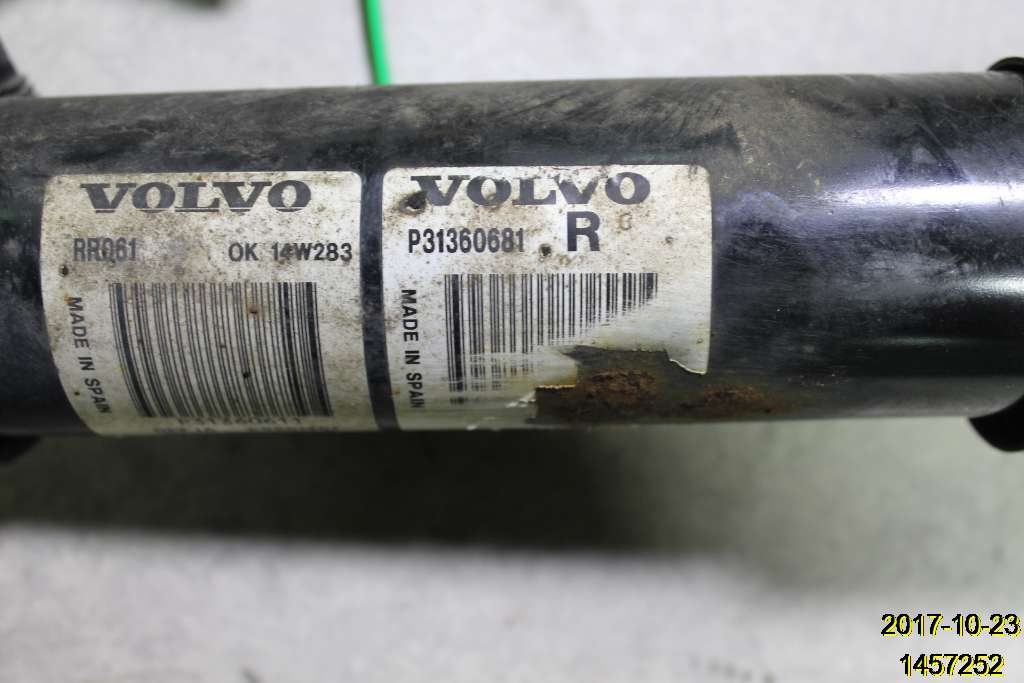 VOLVO
RR061 OK 14W283
MADE IN SPAIN
VOLVO
P31360681 R
MADE IN SPAIN
2017-10-23
1457252